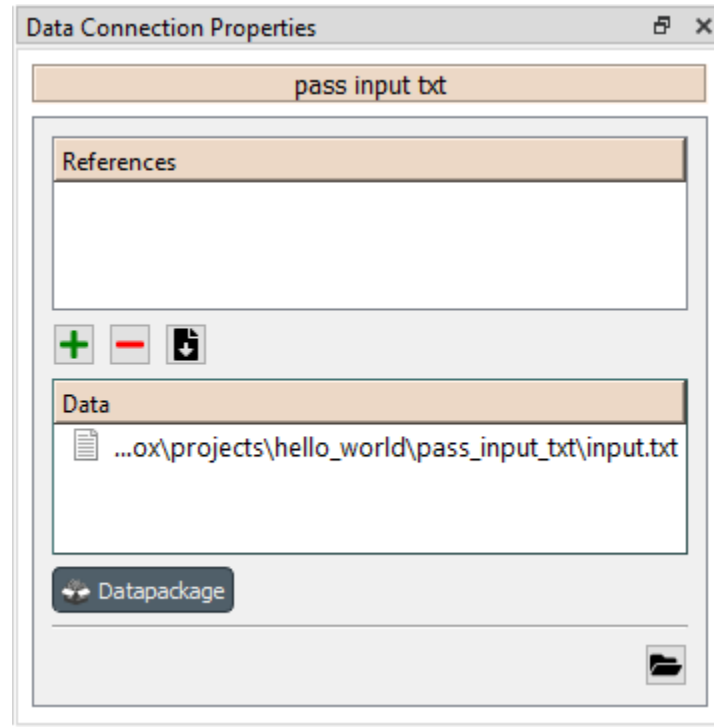 Data Connection Properties
pass input txt
References
Data
...ox\projects\hello_world\pass_input_txt\input.txt
Datapackage